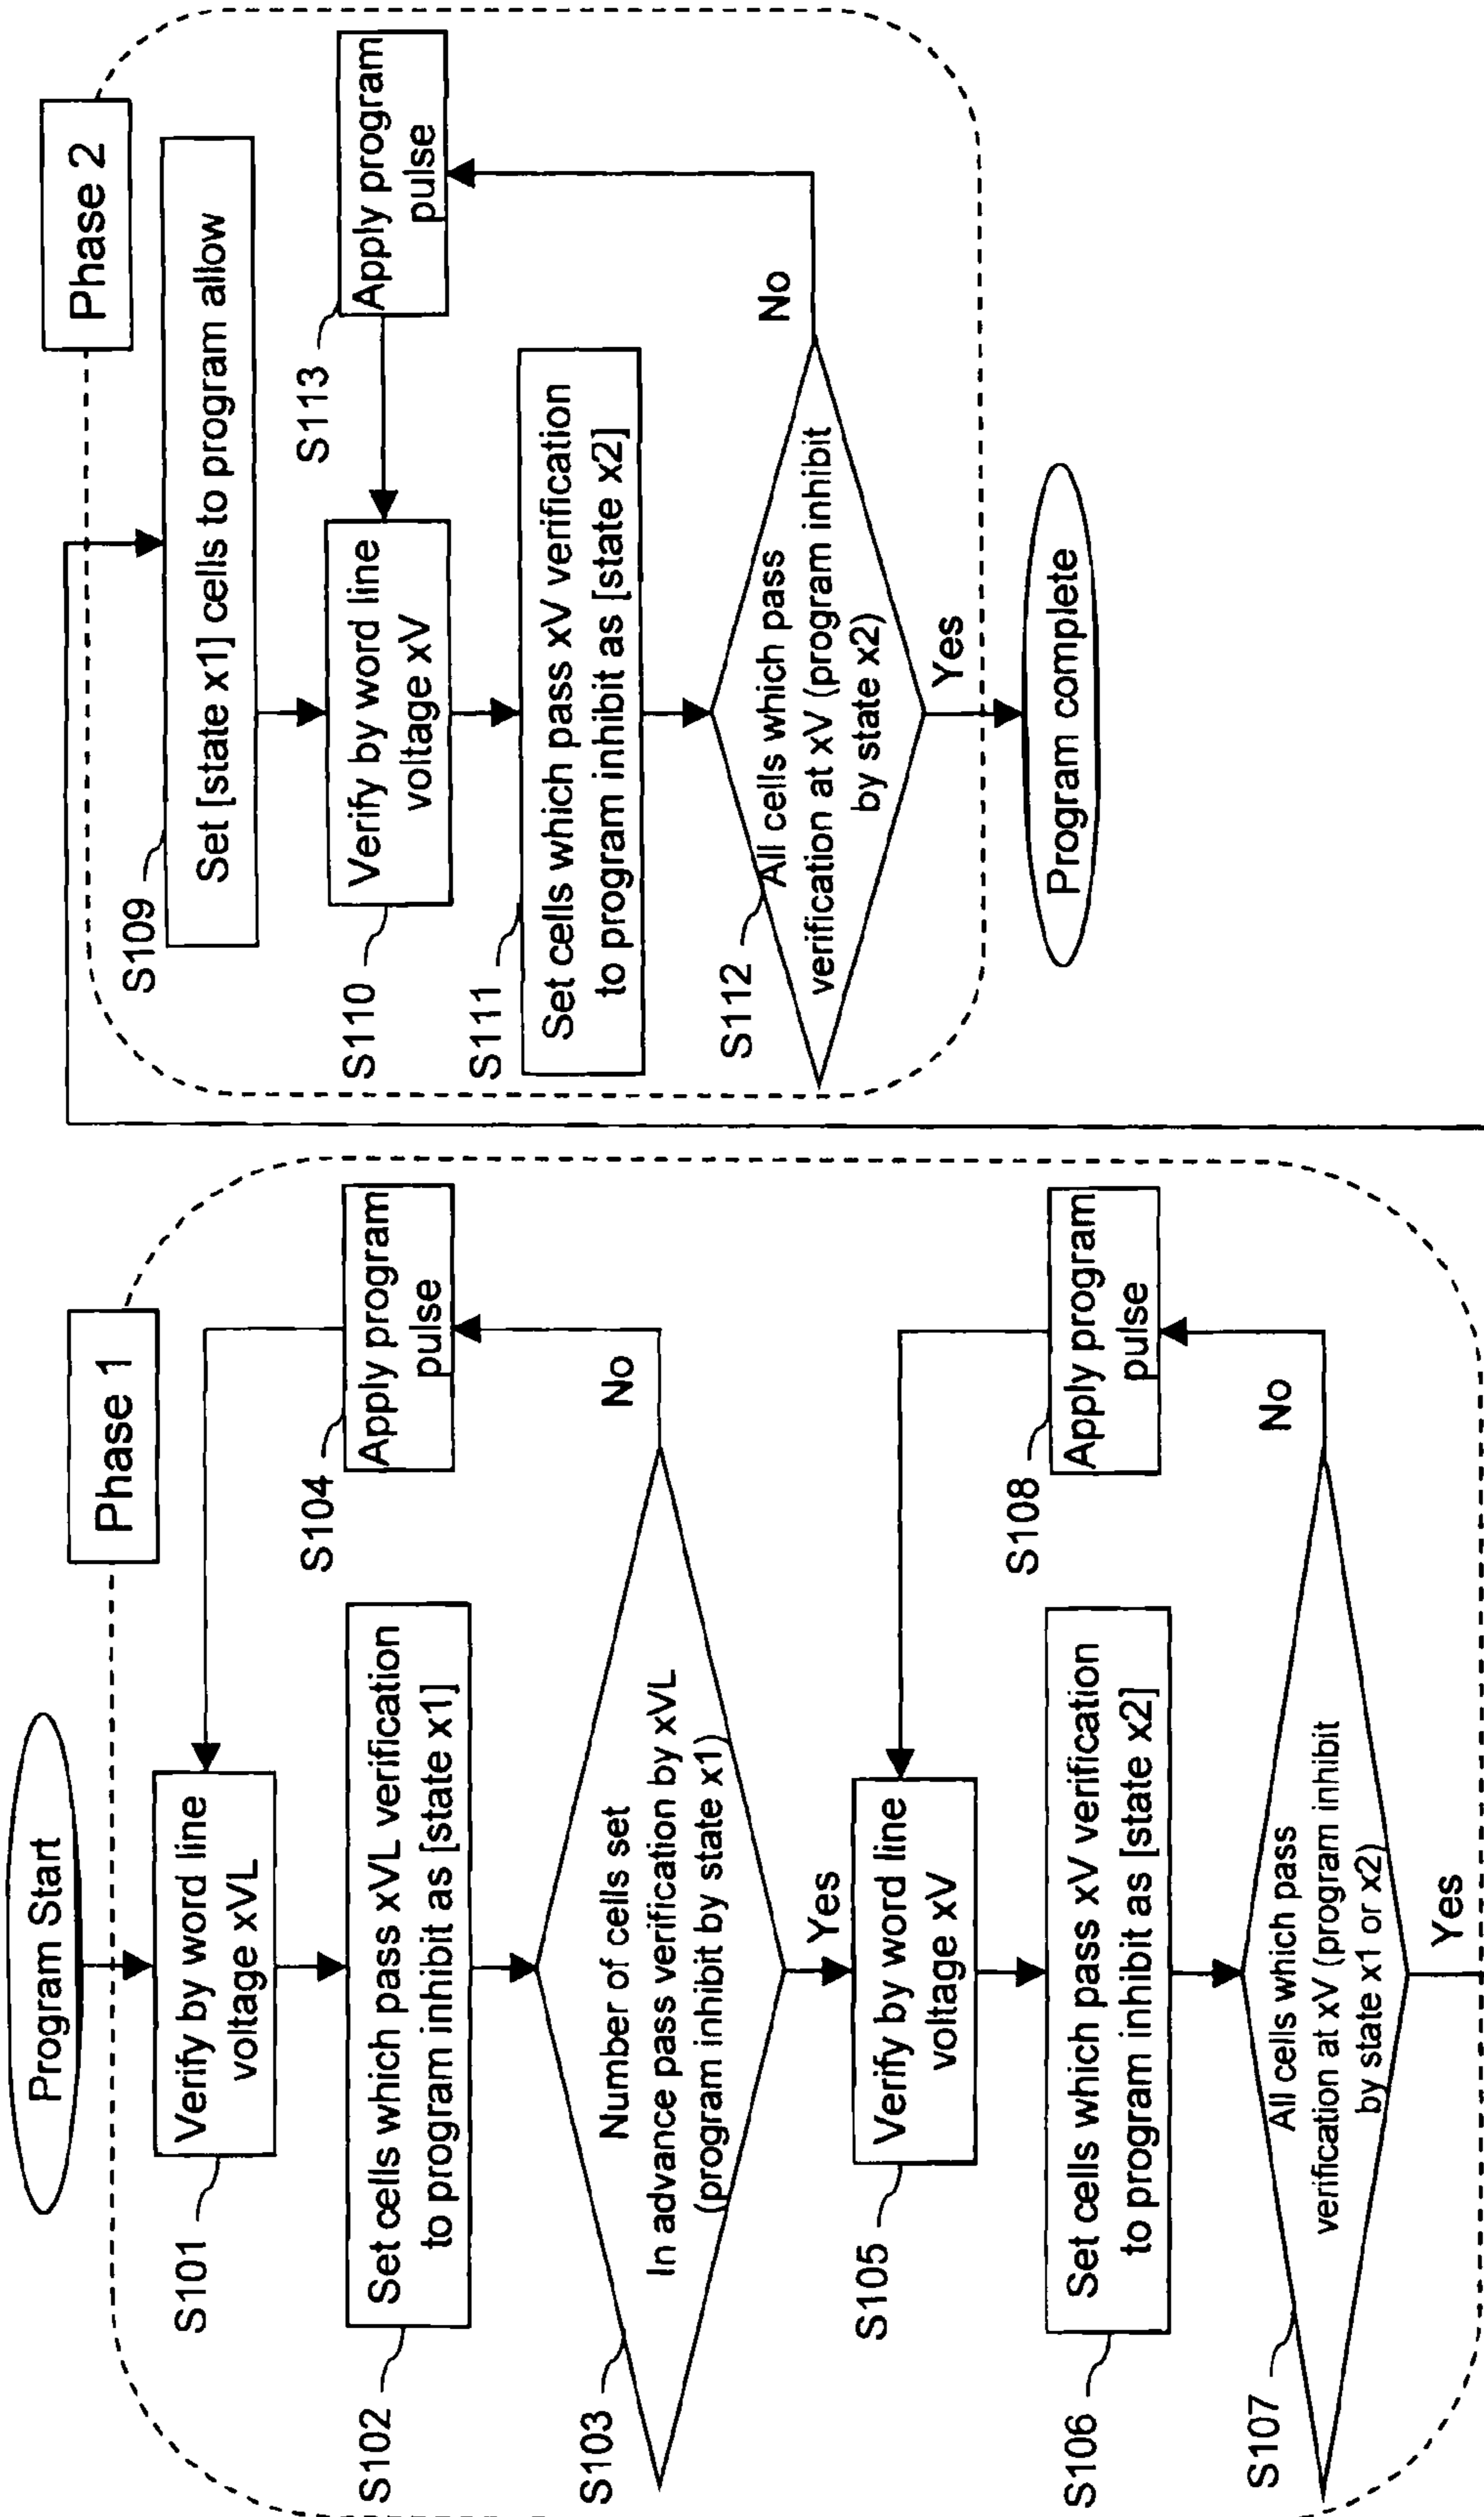 Program Start
Phase 1
S101
Verify by word line
voltage xVL
S102
Set cells which pass xVL verification
to program inhibit as [state x1]
S103
Number of cells set
In advance pass verification by xVL
(program inhibit by state x1)
No
S104
Apply program
pulse
Yes
S105
Verify by word line
voltage xV
S106
Set cells which pass xV verification
to program inhibit as [state x2]
S107
All cells which pass
verification at xV (program inhibit
by state x1 or x2)
No
S108
Apply program
pulse
Yes
Phase 2
S109
Set [state x1] cells to program allow
S110
Verify by word line
voltage xV
S111
Set cells which pass xV verification
to program inhibit as [state x2]
S112
All cells which pass
verification at xV (program inhibit
by state x2)
No
S113
Apply program
pulse
Yes
Program complete